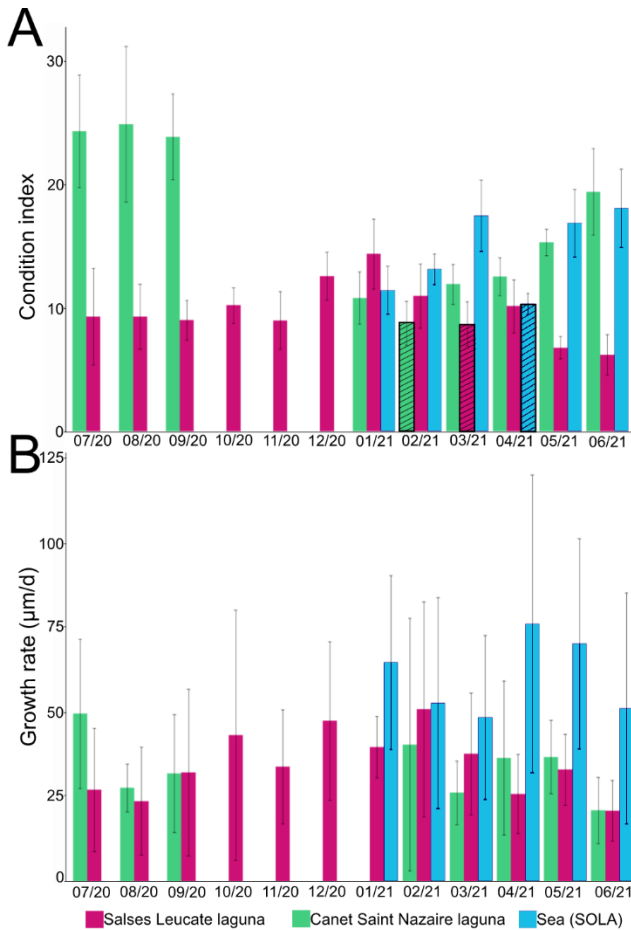 A
Condition index
30
20
10
0
07/20 08/20 09/20 10/20 11/20 12/20 01/21 02/21 03/21 04/21 05/21 06/21
B
Growth rate (µm/d)
125
100
75
50
25
0
07/20 08/20 09/20 10/20 11/20 12/20 01/21 02/21 03/21 04/21 05/21 06/21
Salses Leucate laguna Canet Saint Nazaire laguna Sea (SOLA)